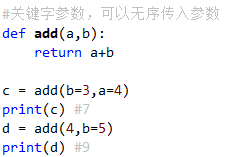 #关键字参数，可以无序传入参数
def add(a,b):
    return a+b
c = add(b=3,a=4)
print(c) #7
d = add(4,b=5)
print(d) #9